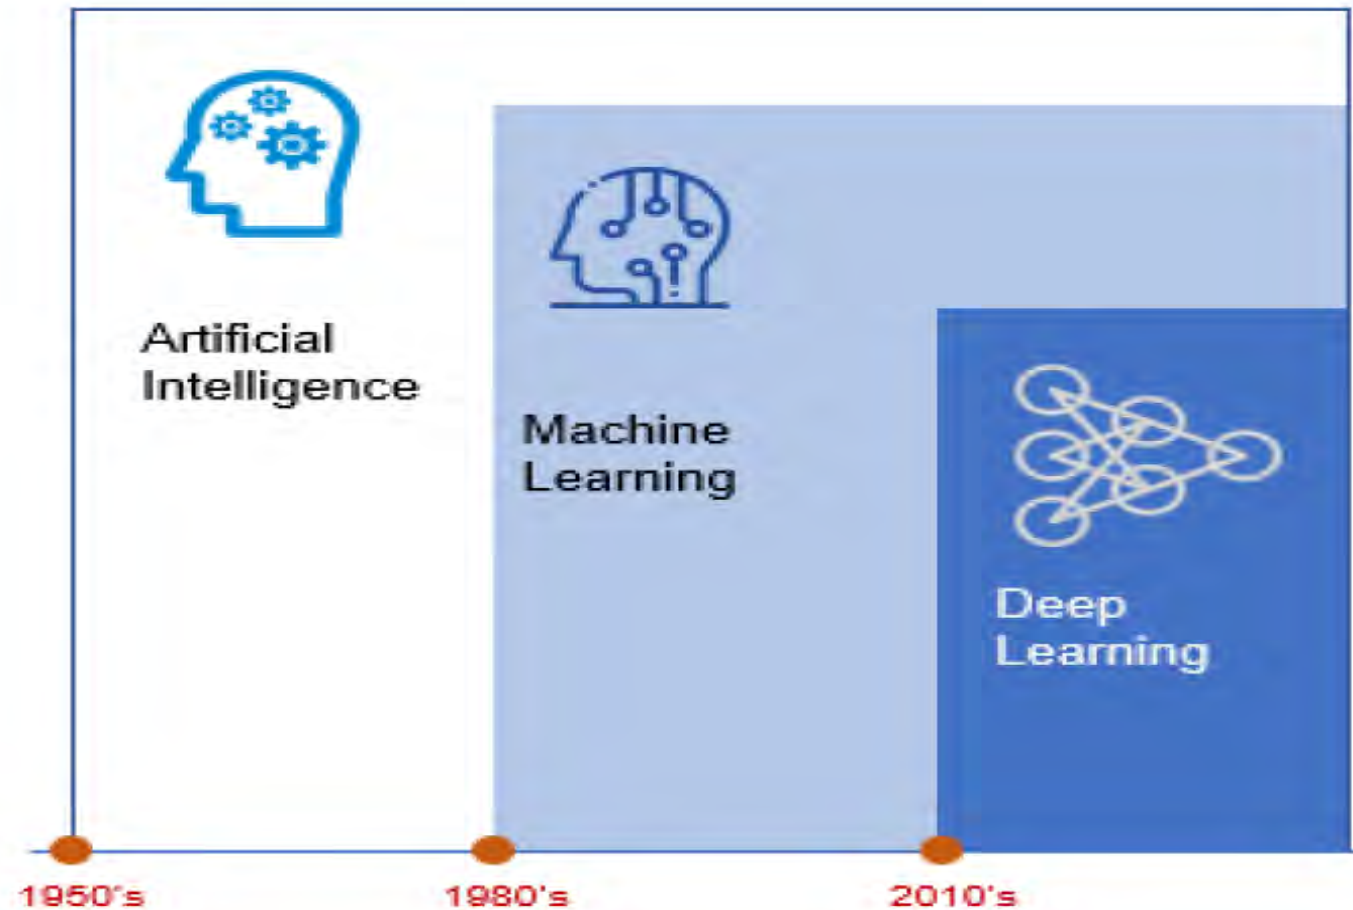 Artificial
Intelligence
Machine
Learning
Deep
Learning
1950's
1980's
2010's